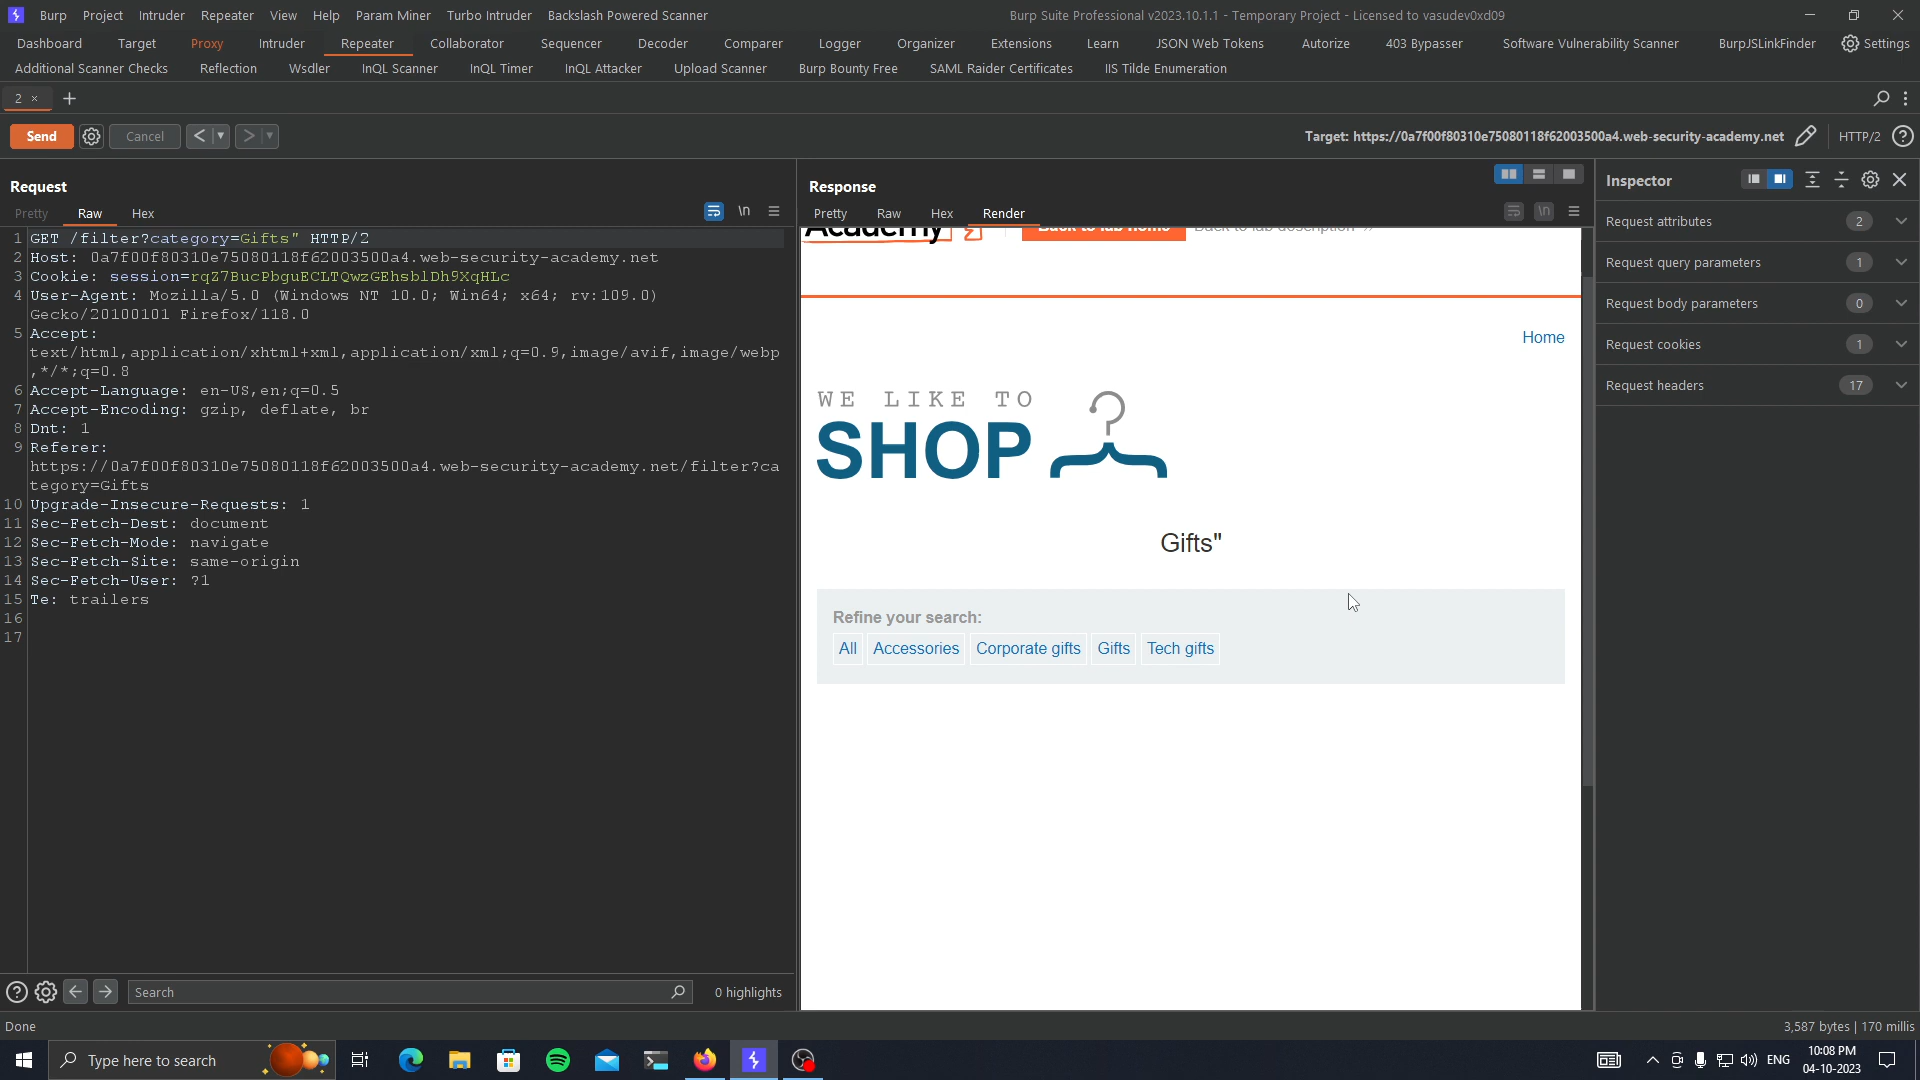 Burp Project Intruder Repeater View Help Param Miner Turbo Intruder Backslash Powered Scanner Burp Suite Professional v2023.10.1.1 - Temporary Project - Licensed to vasudev0xd09
Dashboard Target Proxy Intruder Repeater Collaborator Sequencer Decoder Comparer Logger Organizer Extensions Learn JSON Web Tokens Autorize 403 Bypasser Software Vulnerability Scanner BurpJSLinkFinder Settings
Additional Scanner Checks Reflection Wsdler InQL Scanner InQL Timer InQL Attacker Upload Scanner Burp Bounty Free SAML Raider Certificates IIS Tilde Enumeration
2 × +
Send Cancel < > Target: https://0a7f00f80310e75080118f62003500a4.web-security-academy.net HTTP/2 ?
Request
Pretty Raw Hex \n
1 GET /filter?category=Gifts" HTTP/2
2 Host: 0a7f00f80310e75080118f62003500a4.web-security-academy.net
3 Cookie: session=rqZ7BucPbguECLTQwzGEhsblDh9XqHLc
4 User-Agent: Mozilla/5.0 (Windows NT 10.0; Win64; x64; rv:109.0)
Gecko/20100101 Firefox/118.0
5 Accept:
text/html,application/xhtml+xml,application/xml;q=0.9,image/avif,image/webp
,*/*;q=0.8
6 Accept-Language: en-US,en;q=0.5
7 Accept-Encoding: gzip, deflate, br
8 Dnt: 1
9 Referer:
https://0a7f00f80310e75080118f62003500a4.web-security-academy.net/filter?ca
tegory=Gifts
10 Upgrade-Insecure-Requests: 1
11 Sec-Fetch-Dest: document
12 Sec-Fetch-Mode: navigate
13 Sec-Fetch-Site: same-origin
14 Sec-Fetch-User: ?1
15 Te: trailers
16
17
Search 0 highlights
Response
Pretty Raw Hex Render \n
Academy Back to lab home Back to lab description »
Home
WE LIKE TO
SHOP
Gifts"
Refine your search:
All Accessories Corporate gifts Gifts Tech gifts
Inspector
Request attributes 2
Request query parameters 1
Request body parameters 0
Request cookies 1
Request headers 17
Done 3,587 bytes | 170 millis
Type here to search ENG 10:08 PM
04-10-2023